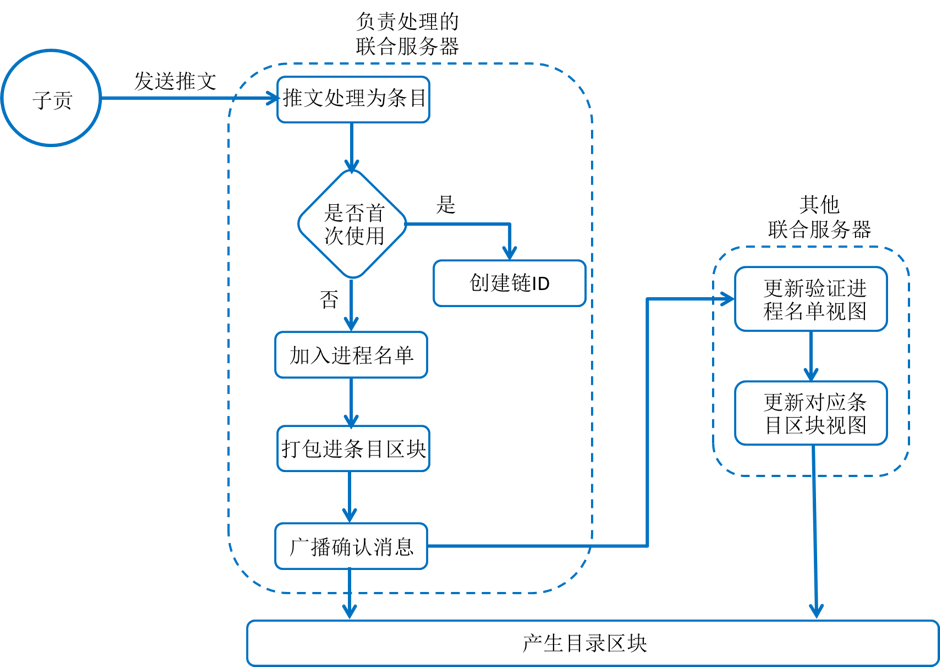 负责处理的
联合服务器
子贡
发送推文
推文处理为条目
是否首
次使用
是
创建链ID
否
加入进程名单
打包进条目区块
广播确认消息
其他
联合服务器
更新验证进
程名单视图
更新对应条
目区块视图
产生目录区块